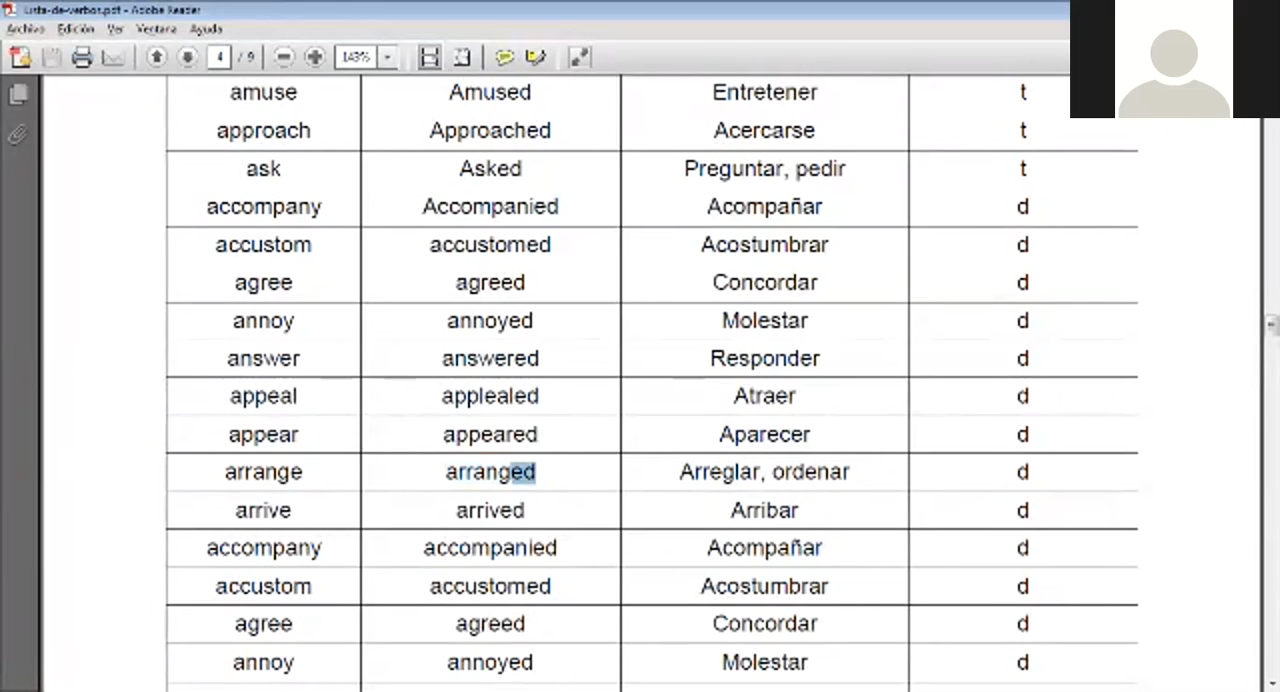 Lista-de-verbos.pdf - Adobe Reader
Archivo Edición Ver Ventana Ayuda
4 / 9 143%
amuse Amused Entretener t
approach Approached Acercarse t
ask Asked Preguntar, pedir t
accompany Accompanied Acompañar d
accustom accustomed Acostumbrar d
agree agreed Concordar d
annoy annoyed Molestar d
answer answered Responder d
appeal applealed Atraer d
appear appeared Aparecer d
arrange arranged Arreglar, ordenar d
arrive arrived Arribar d
accompany accompanied Acompañar d
accustom accustomed Acostumbrar d
agree agreed Concordar d
annoy annoyed Molestar d